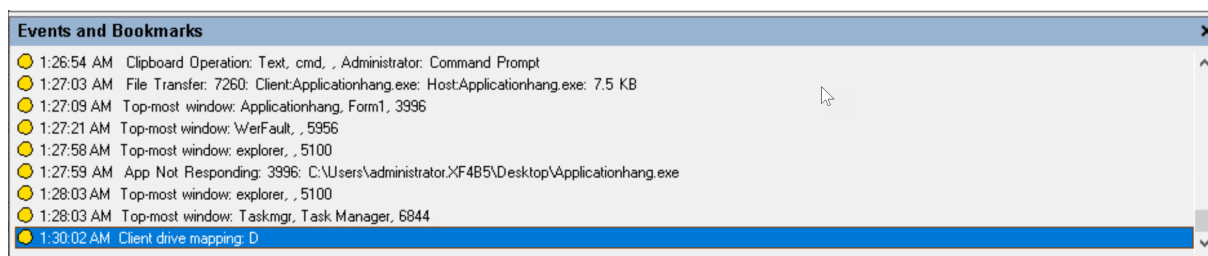 Events and Bookmarks
1:26:54 AM Clipboard Operation: Text, cmd, , Administrator: Command Prompt
1:27:03 AM File Transfer: 7260: Client:Applicationhang.exe: Host:Applicationhang.exe: 7.5 KB
1:27:09 AM Top-most window: Applicationhang, Form1, 3996
1:27:21 AM Top-most window: WerFault, , 5956
1:27:58 AM Top-most window: explorer, , 5100
1:27:59 AM App Not Responding: 3996: C:\Users\administrator.XF4B5\Desktop\Applicationhang.exe
1:28:03 AM Top-most window: explorer, , 5100
1:28:03 AM Top-most window: Taskmgr, Task Manager, 6844
1:30:02 AM Client drive mapping: D